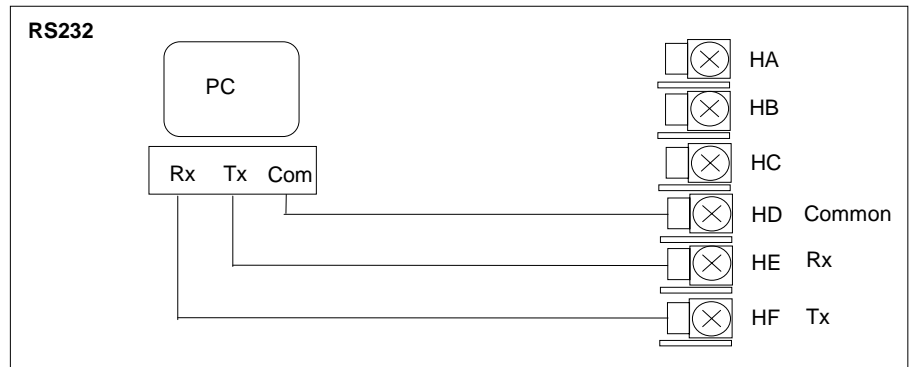 RS232
PC
Rx Tx Com
HA
HB
HC
HD Common
HE Rx
HF Tx